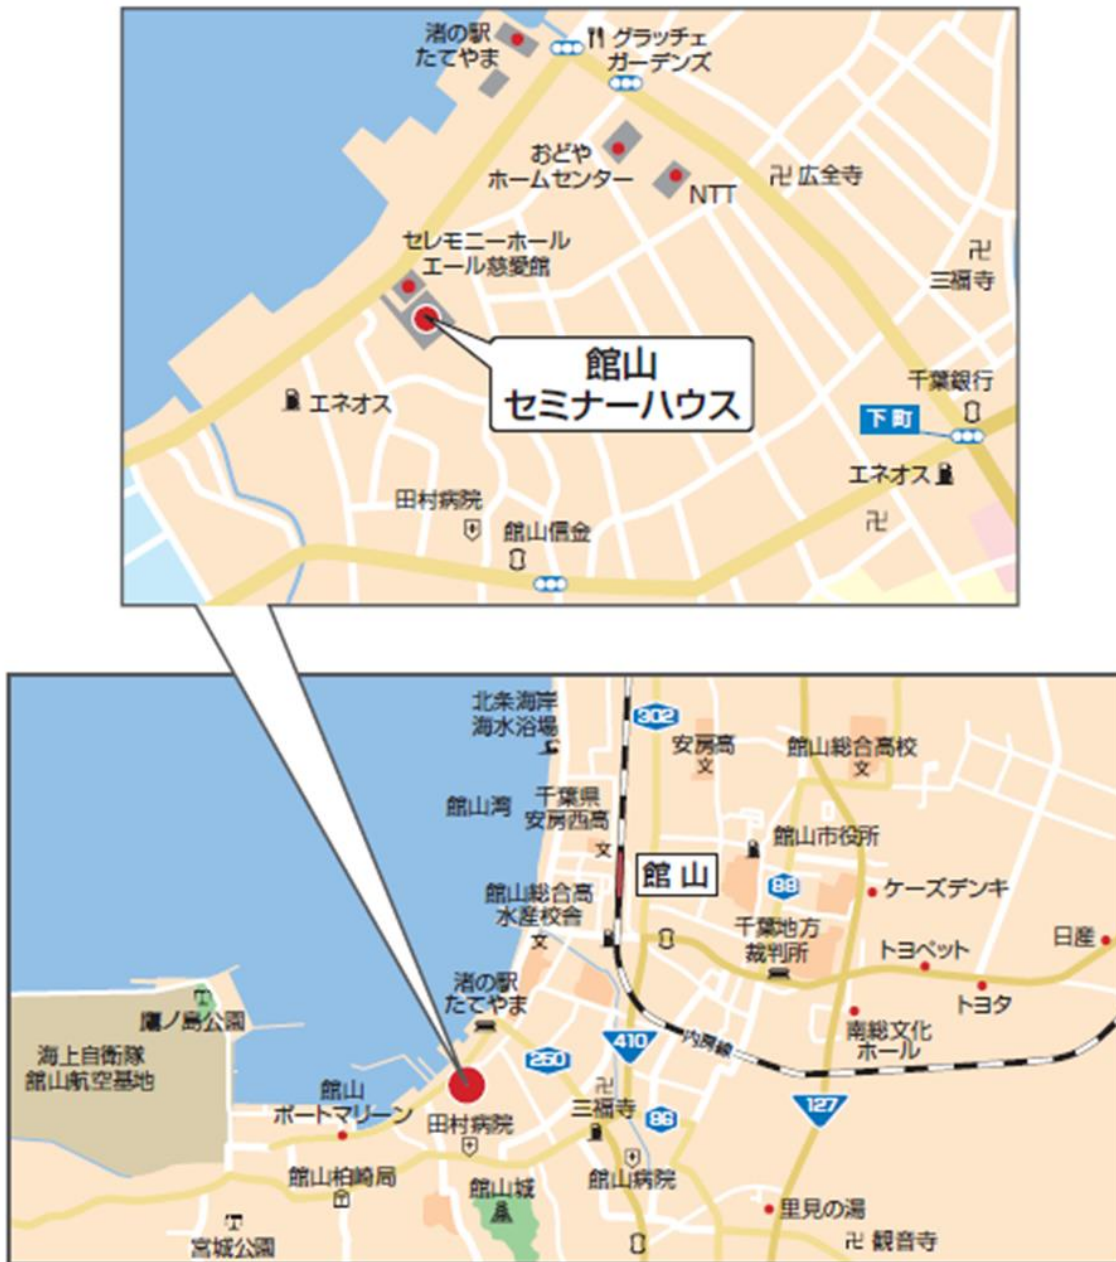 渚の駅
たてやま
グラッチェ
ガーデンズ
おどや
ホームセンター
NTT
卍 広全寺
セレモニーホール
エール慈愛館
卍
三福寺
館山
セミナーハウス
エネオス
千葉銀行
下町
エネオス
田村病院
館山信金
卍
北条海岸
海水浴場
302
安房高
文
館山総合高校
文
館山湾
千葉県
安房西高
文
館山
館山市役所
88
ケーズデンキ
館山総合高
水産校舎
文
千葉地方
裁判所
トヨペット
日産
トヨタ
渚の駅
たてやま
鷹ノ島公園
南総文化
ホール
海上自衛隊
館山航空基地
250
410
内房線
館山
ポートマリーン
田村病院
卍
三福寺
86
127
館山柏崎局
館山城
館山病院
里見の湯
宮城公園
卍 観音寺